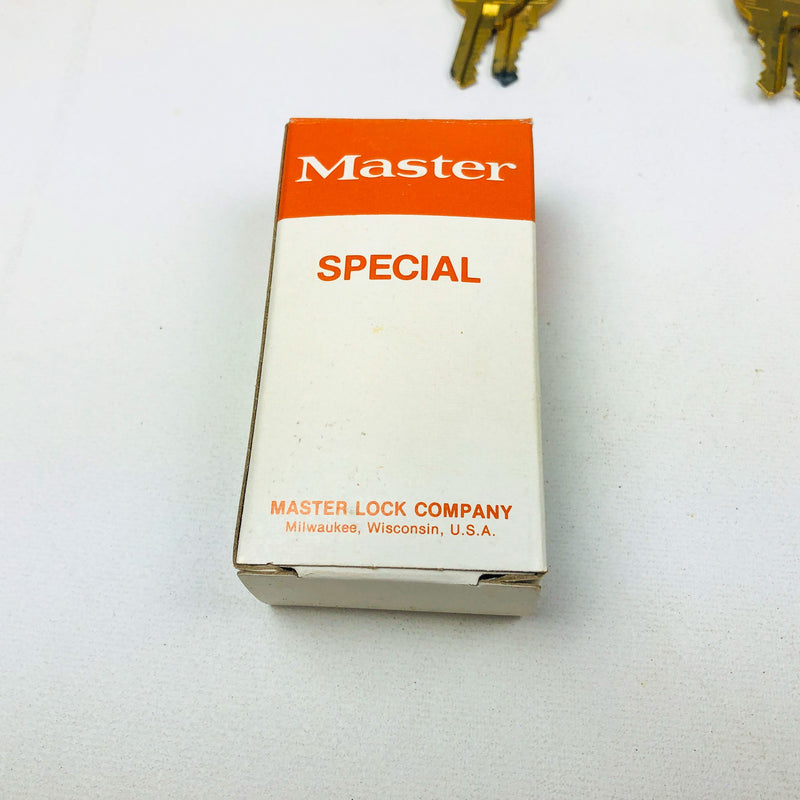 Master
SPECIAL
MASTER LOCK COMPANY
Milwaukee, Wisconsin, U.S.A.